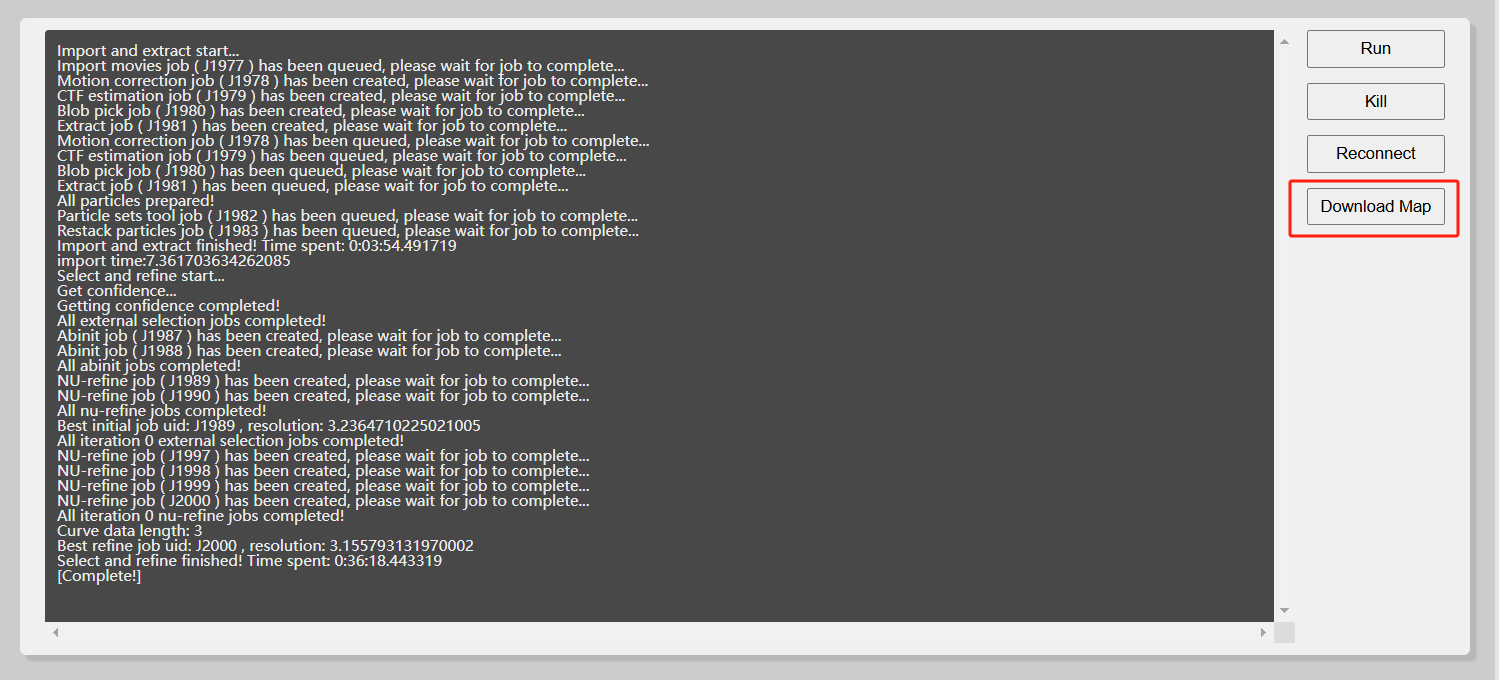 Import and extract start...
Import movies job ( J1977 ) has been queued, please wait for job to complete...
Motion correction job ( J1978 ) has been created, please wait for job to complete...
CTF estimation job ( J1979 ) has been created, please wait for job to complete...
Blob pick job ( J1980 ) has been created, please wait for job to complete...
Extract job ( J1981 ) has been created, please wait for job to complete...
Motion correction job ( J1978 ) has been queued, please wait for job to complete...
CTF estimation job ( J1979 ) has been queued, please wait for job to complete...
Blob pick job ( J1980 ) has been queued, please wait for job to complete...
Extract job ( J1981 ) has been queued, please wait for job to complete...
All particles prepared!
Particle sets tool job ( J1982 ) has been queued, please wait for job to complete...
Restack particles job ( J1983 ) has been queued, please wait for job to complete...
Import and extract finished! Time spent: 0:03:54.491719
import time:7.361703634262085
Select and refine start...
Get confidence...
Getting confidence completed!
All external selection jobs completed!
Abinit job ( J1987 ) has been created, please wait for job to complete...
Abinit job ( J1988 ) has been created, please wait for job to complete...
All abinit jobs completed!
NU-refine job ( J1989 ) has been created, please wait for job to complete...
NU-refine job ( J1990 ) has been created, please wait for job to complete...
All nu-refine jobs completed!
Best initial job uid: J1989 , resolution: 3.2364710225021005
All iteration 0 external selection jobs completed!
NU-refine job ( J1997 ) has been created, please wait for job to complete...
NU-refine job ( J1998 ) has been created, please wait for job to complete...
NU-refine job ( J1999 ) has been created, please wait for job to complete...
NU-refine job ( J2000 ) has been created, please wait for job to complete...
All iteration 0 nu-refine jobs completed!
Curve data length: 3
Best refine job uid: J2000 , resolution: 3.155793131970002
Select and refine finished! Time spent: 0:36:18.443319
[Complete!]
Run
Kill
Reconnect
Download Map